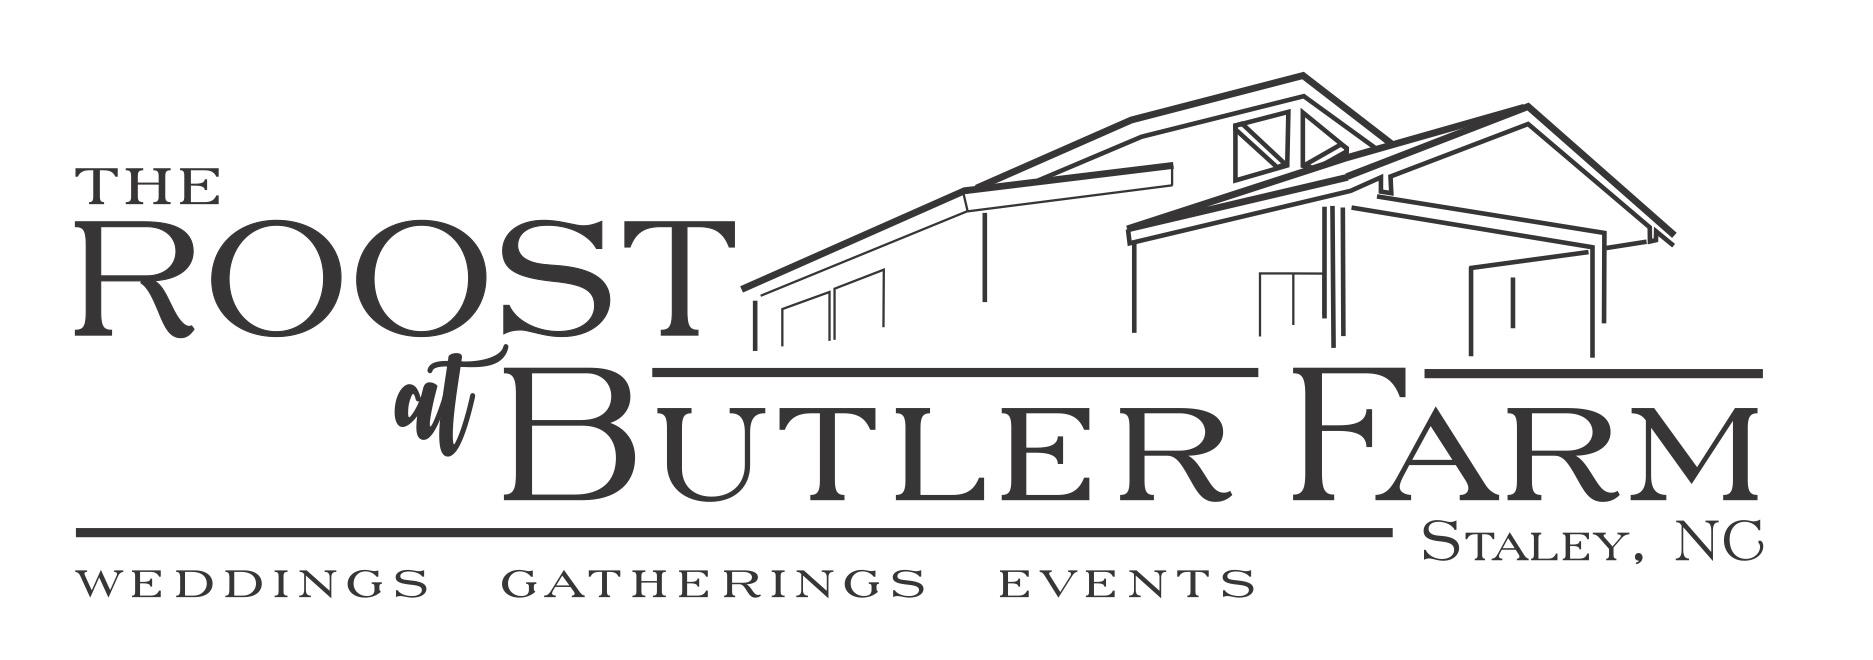 THE
ROOST
at BUTLER FARM
STALEY, NC
WEDDINGS GATHERINGS EVENTS